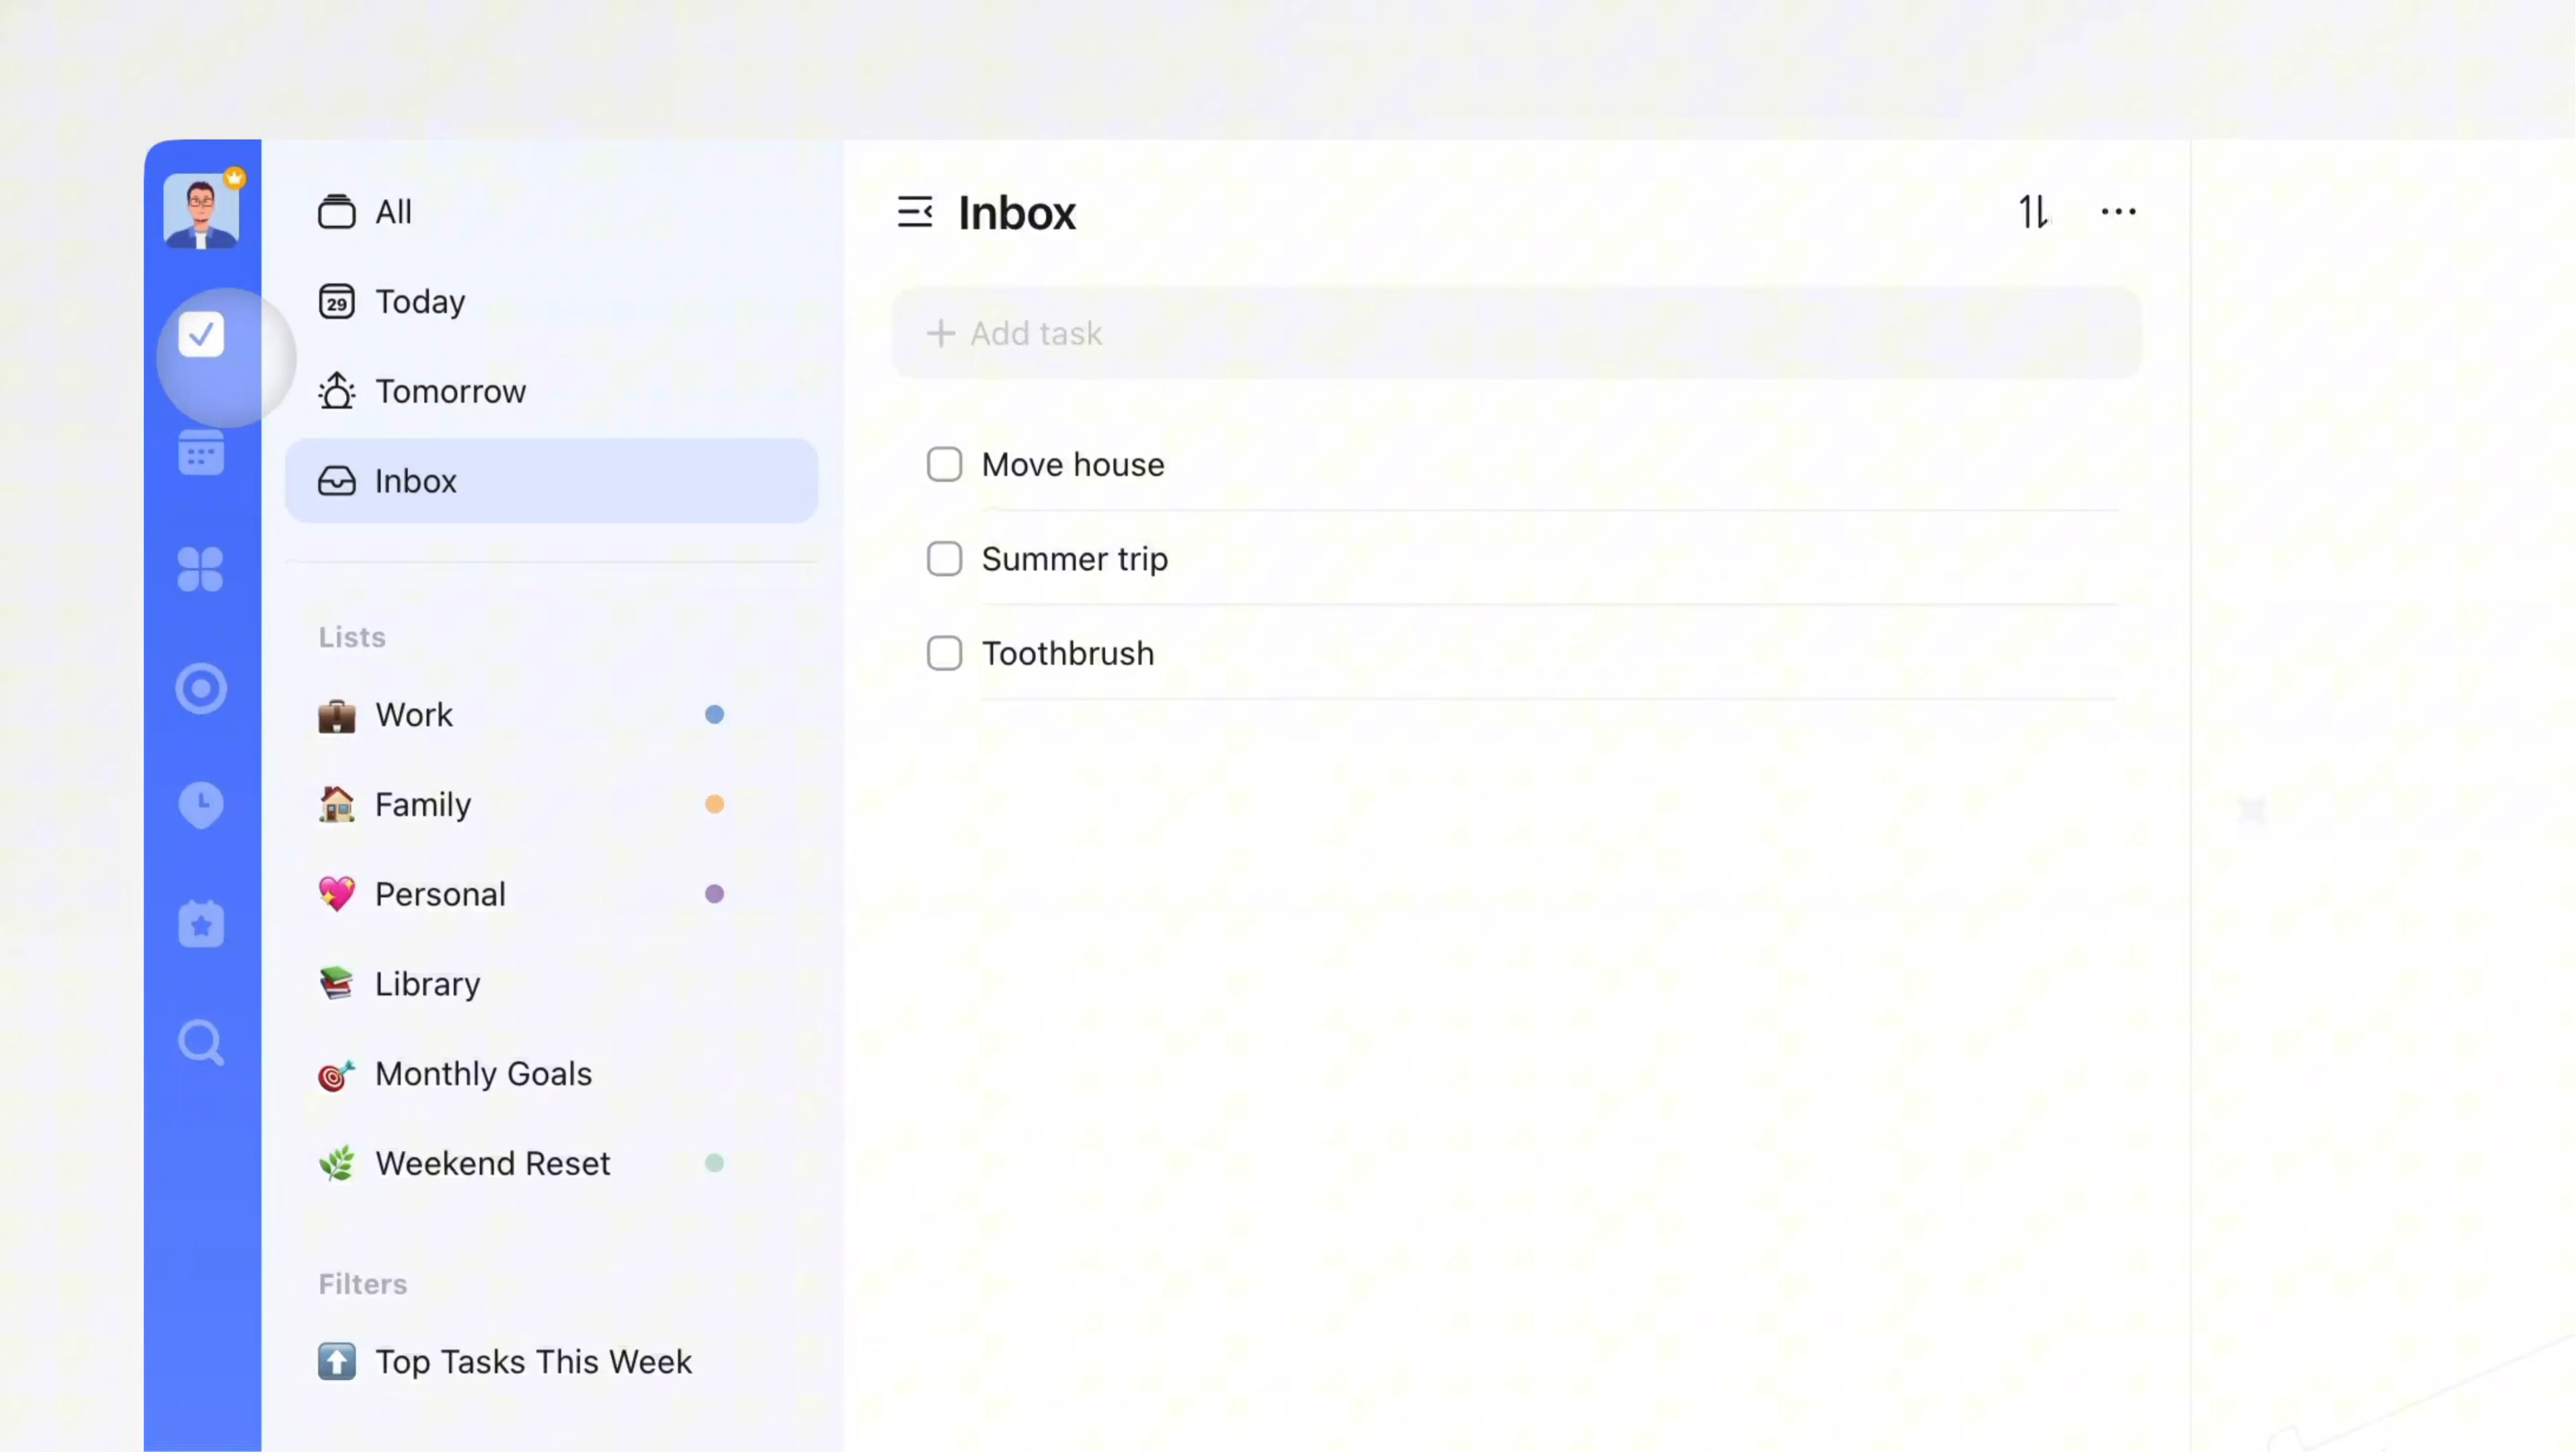 All
29
Today
Tomorrow
Inbox
Lists
Work
Family
Personal
Library
Monthly Goals
Weekend Reset
Filters
Top Tasks This Week
Inbox
Add task
Move house
Summer trip
Toothbrush